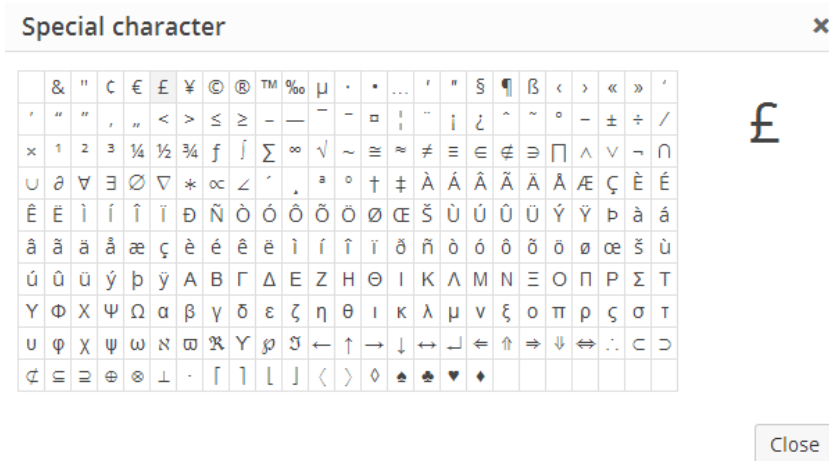 Special character ×
& " ¢ € £ ¥ © ® ™ ‰ µ · • … ′ ″ § ¶ ß ‹ › « » ‘
’ “ ” ‚ „ < > ≤ ≥ – — ¯ ‾ ¤ ¦ ¨ ¡ ¿ ˆ ˜ ° − ± ÷ ⁄
× ¹ ² ³ ¼ ½ ¾ ƒ ∫ ∑ ∞ √ ∼ ≅ ≈ ≠ ≡ ∈ ∉ ∋ ∏ ∧ ∨ ¬ ∩
∪ ∂ ∀ ∃ ∅ ∇ ∗ ∝ ∠ ´ ¸ ª º † ‡ À Á Â Ã Ä Å Æ Ç È É
Ê Ë Ì Í Î Ï Ð Ñ Ò Ó Ô Õ Ö Ø Œ Š Ù Ú Û Ü Ý Ÿ Þ à á
â ã ä å æ ç è é ê ë ì í î ï ð ñ ò ó ô õ ö ø œ š ù
ú û ü ý þ ÿ Α Β Γ Δ Ε Ζ Η Θ Ι Κ Λ Μ Ν Ξ Ο Π Ρ Σ Τ
Υ Φ Χ Ψ Ω α β γ δ ε ζ η θ ι κ λ μ ν ξ ο π ρ ς σ τ
υ φ χ ψ ω ℵ ϖ ℜ ϒ ℘ ℑ ← ↑ → ↓ ↔ ↵ ⇐ ⇑ ⇒ ⇓ ⇔ ∴ ⊂ ⊃
⊄ ⊆ ⊇ ⊕ ⊗ ⊥ ⋅ ⌈ ⌉ ⌊ ⌋ 〈 〉 ◊ ♠ ♣ ♥ ♦
£
Close